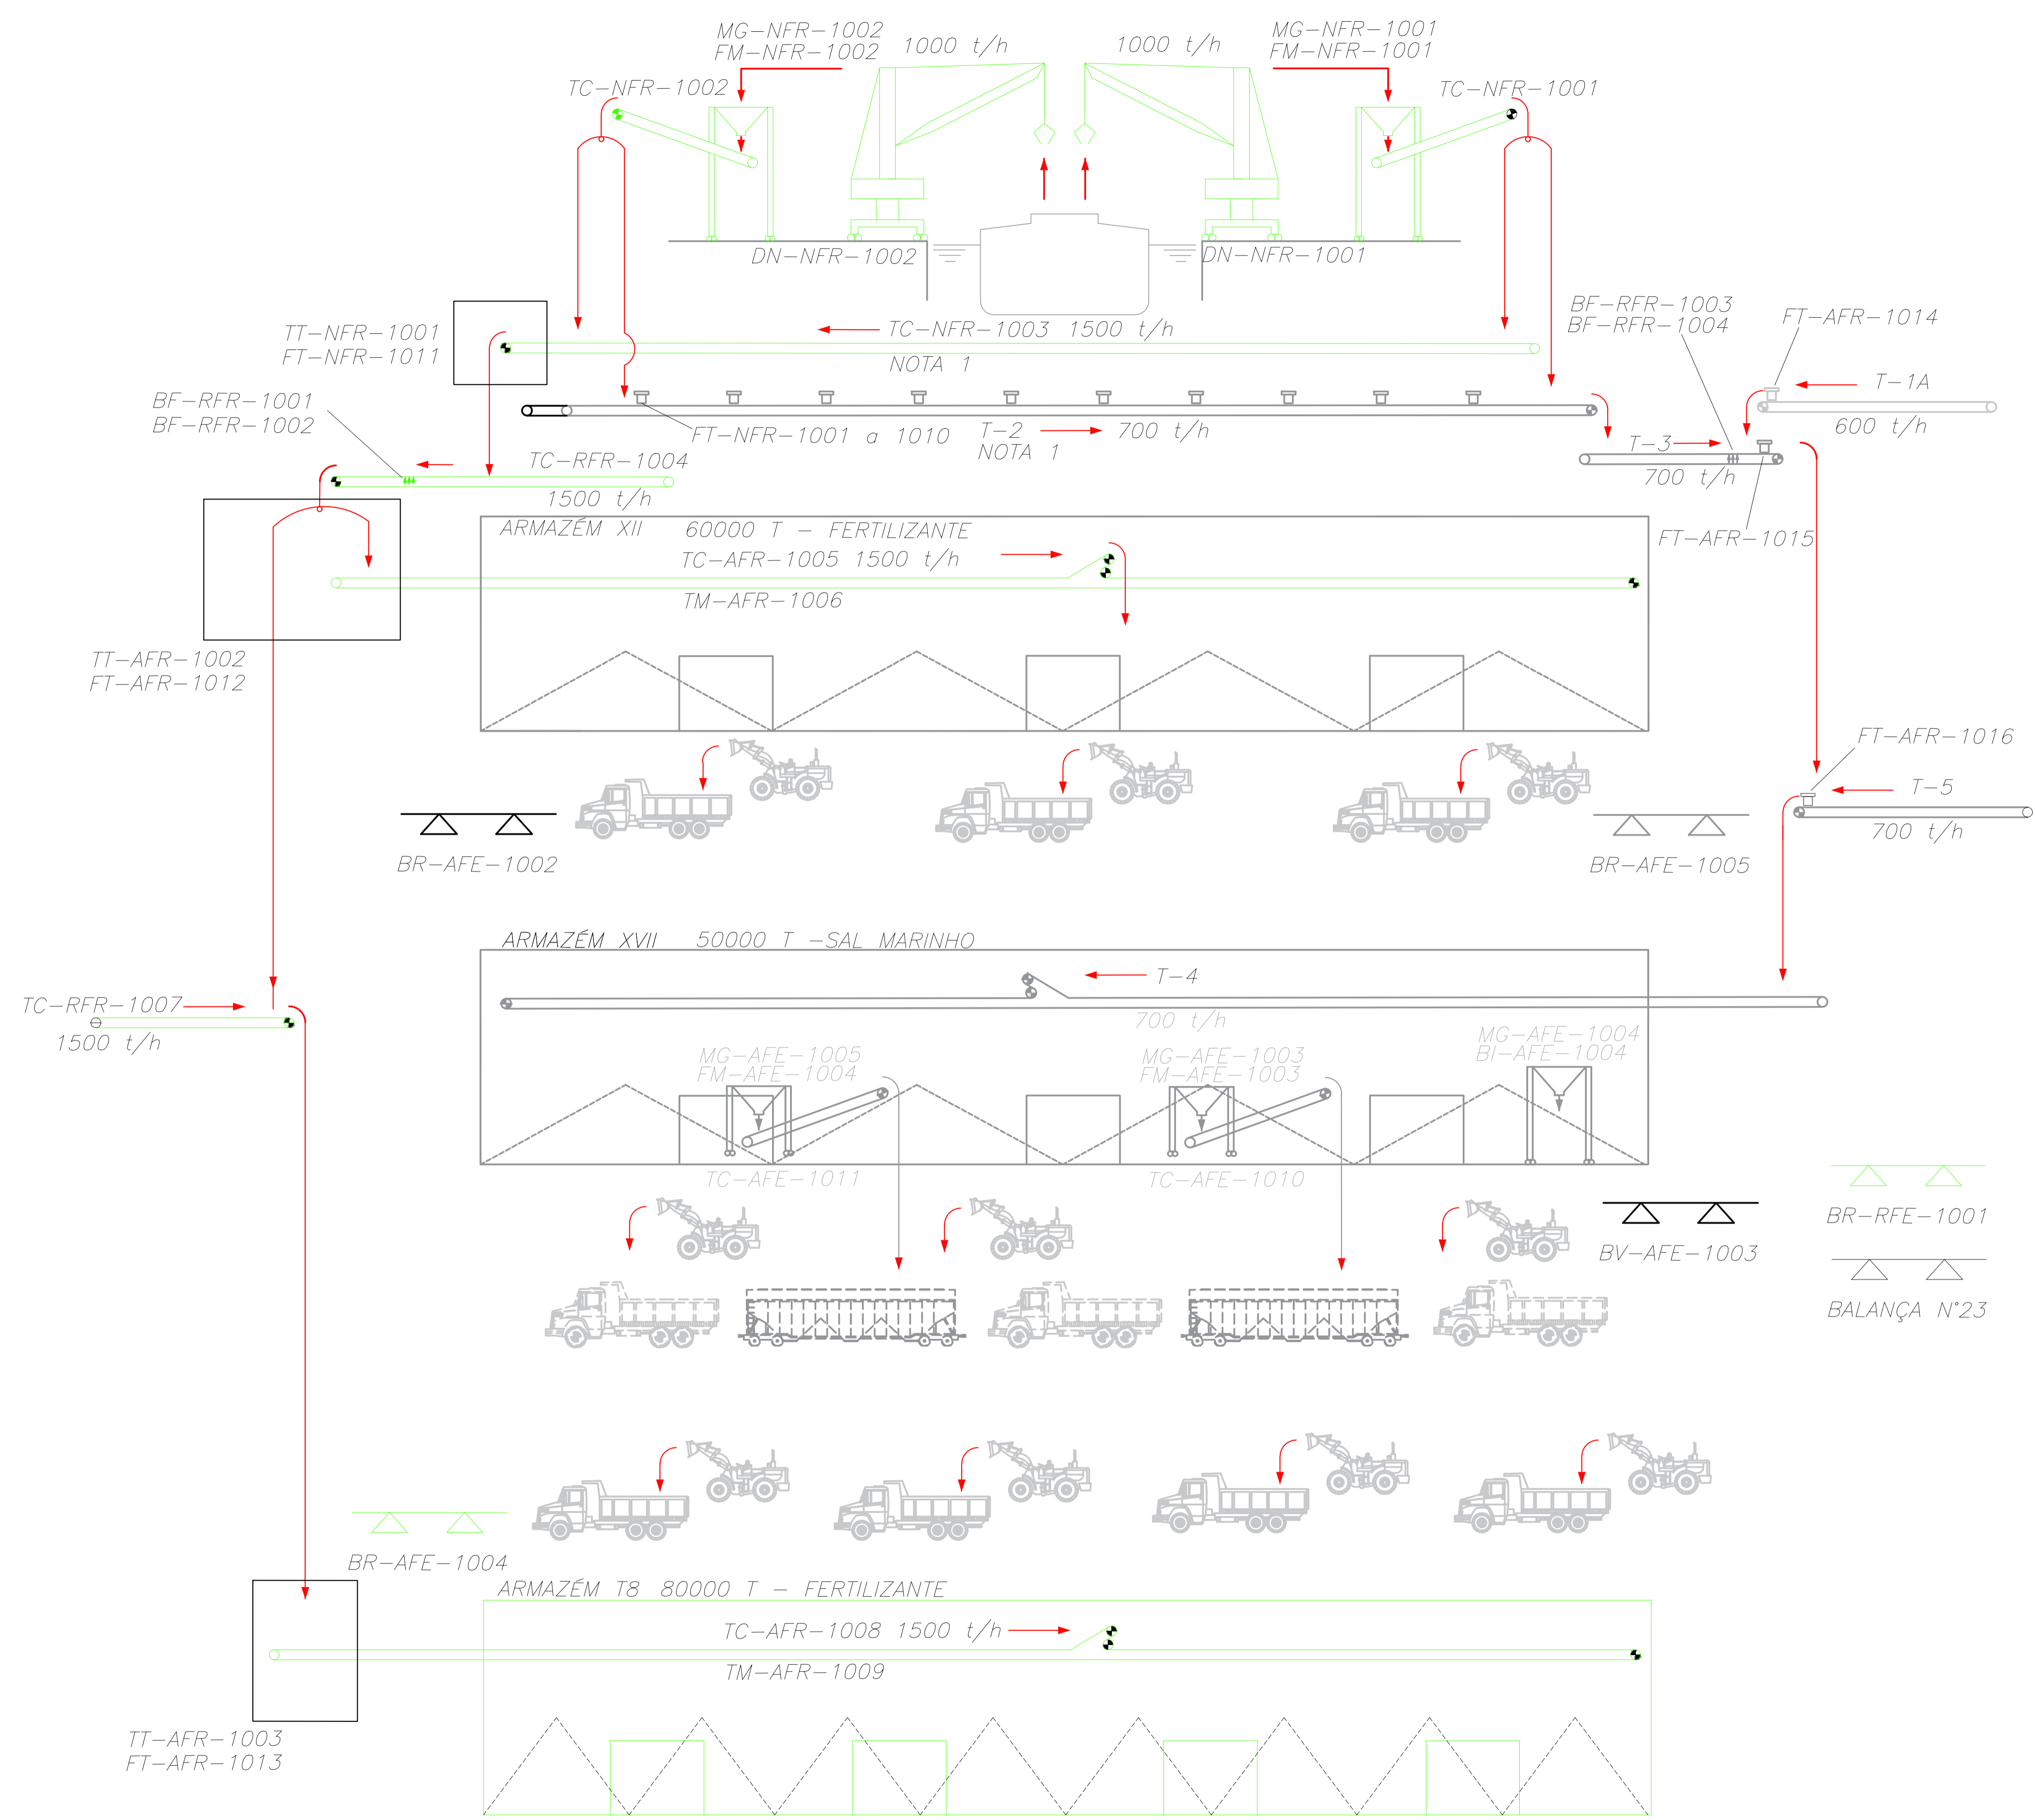 MG-NFR-1002
FM-NFR-1002
1000 t/h
1000 t/h
MG-NFR-1001
FM-NFR-1001
TC-NFR-1002
TC-NFR-1001
DN-NFR-1002
DN-NFR-1001
TT-NFR-1001
FT-NFR-1011
TC-NFR-1003 1500 t/h
NOTA 1
BF-RFR-1003
BF-RFR-1004
FT-AFR-1014
T-1A
600 t/h
BF-RFR-1001
BF-RFR-1002
FT-NFR-1001 a 1010
T-2
700 t/h
NOTA 1
T-3
700 t/h
TC-RFR-1004
1500 t/h
FT-AFR-1015
ARMAZÉM XII 60000 T - FERTILIZANTE
TC-AFR-1005 1500 t/h
TM-AFR-1006
TT-AFR-1002
FT-AFR-1012
FT-AFR-1016
T-5
700 t/h
BR-AFE-1002
BR-AFE-1005
ARMAZÉM XVII 50000 T -SAL MARINHO
T-4
700 t/h
TC-RFR-1007
1500 t/h
MG-AFE-1005
FM-AFE-1004
MG-AFE-1003
FM-AFE-1003
MG-AFE-1004
BI-AFE-1004
TC-AFE-1011
TC-AFE-1010
BR-RFE-1001
BV-AFE-1003
BALANÇA N°23
BR-AFE-1004
ARMAZÉM T8 80000 T - FERTILIZANTE
TC-AFR-1008 1500 t/h
TM-AFR-1009
TT-AFR-1003
FT-AFR-1013